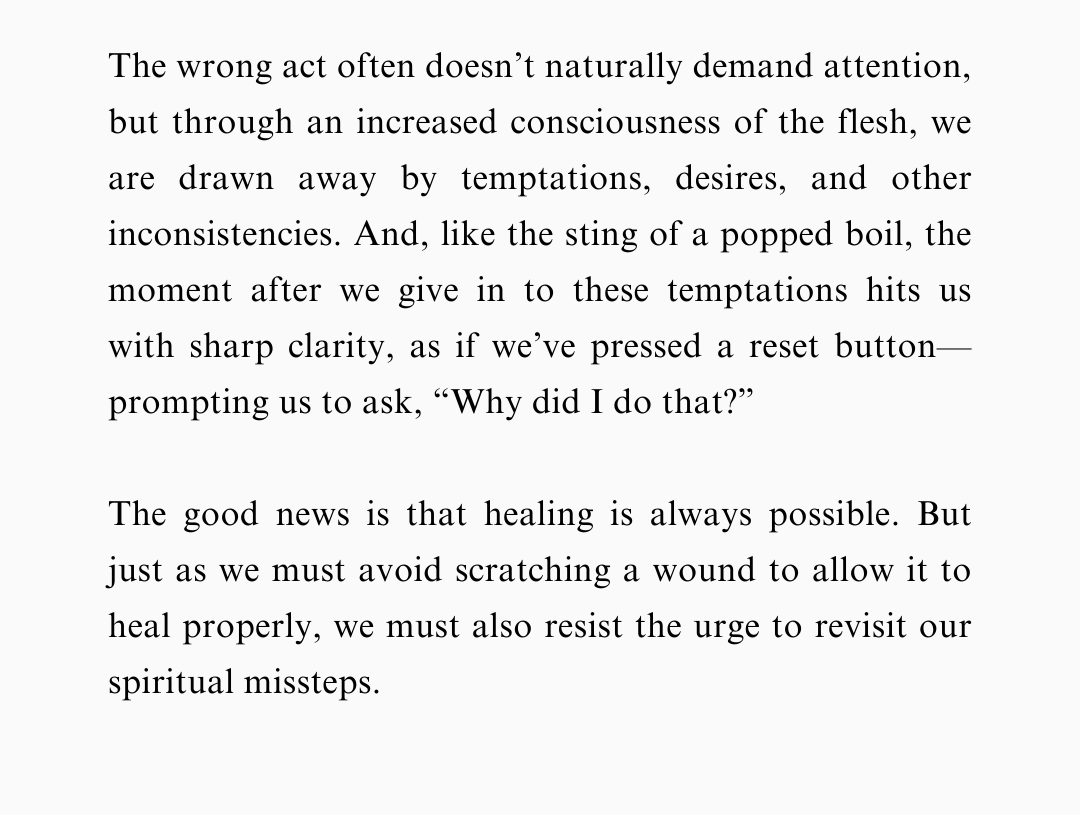 The wrong act often doesn’t naturally demand attention,
but through an increased consciousness of the flesh, we
are drawn away by temptations, desires, and other
inconsistencies. And, like the sting of a popped boil, the
moment after we give in to these temptations hits us
with sharp clarity, as if we’ve pressed a reset button—
prompting us to ask, “Why did I do that?”
The good news is that healing is always possible. But
just as we must avoid scratching a wound to allow it to
heal properly, we must also resist the urge to revisit our
spiritual missteps.